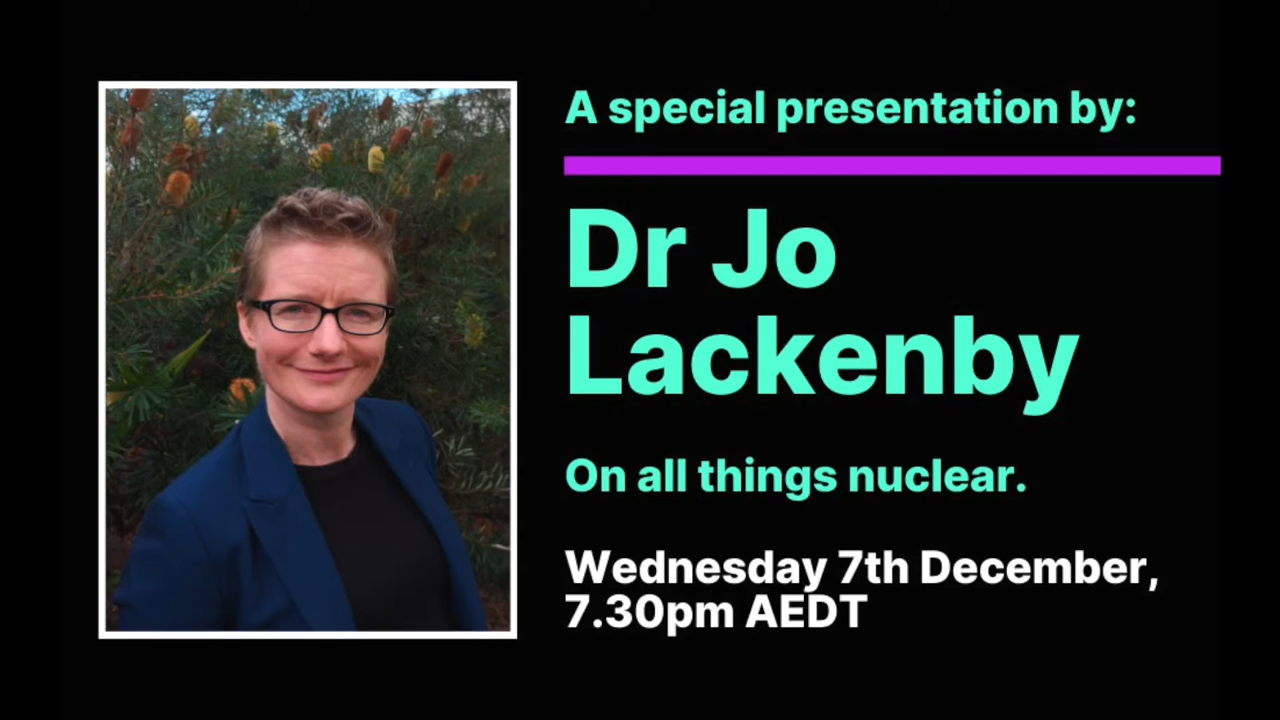 A special presentation by:
Dr Jo
Lackenby
On all things nuclear.
Wednesday 7th December,
7.30pm AEDT